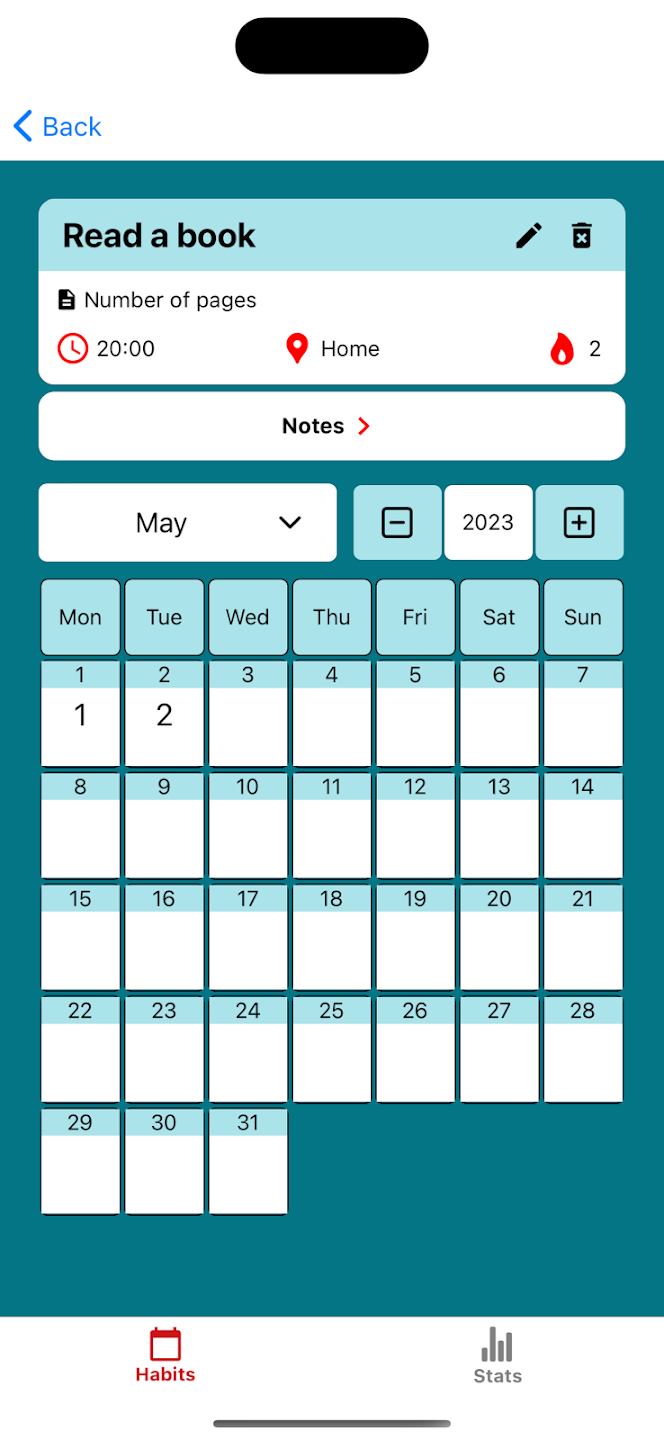 Back
Read a book
Number of pages
20:00 Home 2
Notes
May 2023
Mon Tue Wed Thu Fri Sat Sun
1 2 3 4 5 6 7
1 2
8 9 10 11 12 13 14
15 16 17 18 19 20 21
22 23 24 25 26 27 28
29 30 31
Habits Stats